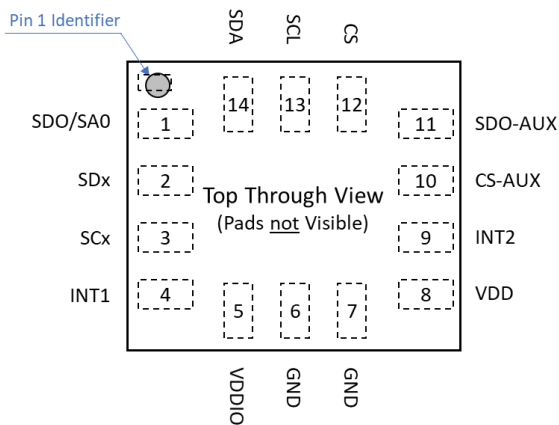 Pin 1 Identifier
SDA
SCL
CS
14
13
12
SDO/SA0
1
11
SDO-AUX
SDx
2
10
CS-AUX
Top Through View
(Pads not Visible)
SCx
3
9
INT2
INT1
4
8
VDD
5
6
7
VDDIO
GND
GND